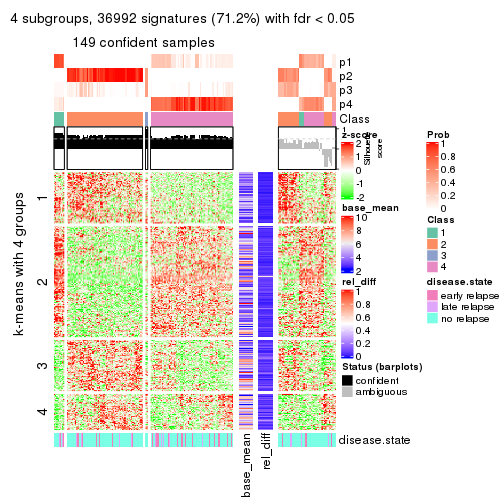 4 subgroups, 36992 signatures (71.2%) with fdr < 0.05
149 confident samples
p1
p2
p3
p4
Class
1
Silhouette
score
k-means with 4 groups
1
2
3
4
base_mean
rel_diff
disease.state
z-score
2
1
0
-1
-2
base_mean
10
8
6
4
2
rel_diff
1
0.8
0.6
0.4
0.2
0
Status (barplots)
confident
ambiguous
Prob
1
0.8
0.6
0.4
0.2
0
Class
1
2
3
4
disease.state
early relapse
late relapse
no relapse